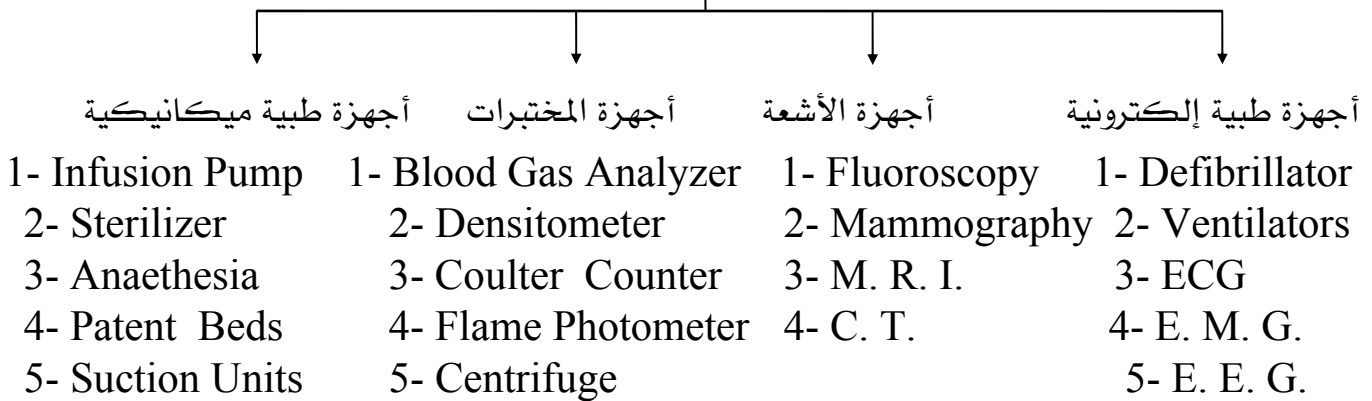 أجهزة طبية إلكترونية أجهزة الأشعة أجهزة المختبرات أجهزة طبية ميكانيكية
1- Infusion Pump 1- Blood Gas Analyzer 1- Fluoroscopy 1- Defibrillator
2- Sterilizer 2- Densitometer 2- Mammography 2- Ventilators
3- Anaethesia 3- Coulter Counter 3- M. R. I. 3- ECG
4- Patent Beds 4- Flame Photometer 4- C. T. 4- E. M. G.
5- Suction Units 5- Centrifuge 5- E. E. G.